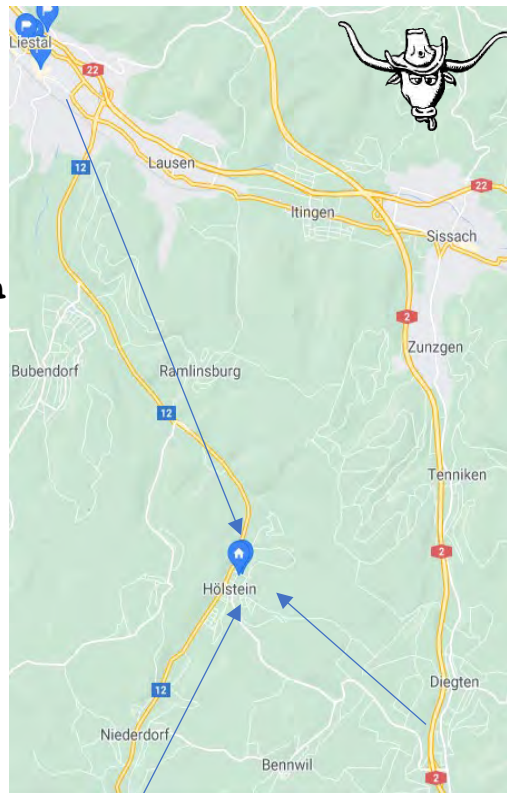 Liestal
22
12
Lausen
22
Itingen
Sissach
2
Zunzgen
Bubendorf
Ramlinsburg
12
Tenniken
2
Hölstein
12
Diegten
Niederdorf
Bennwil
2